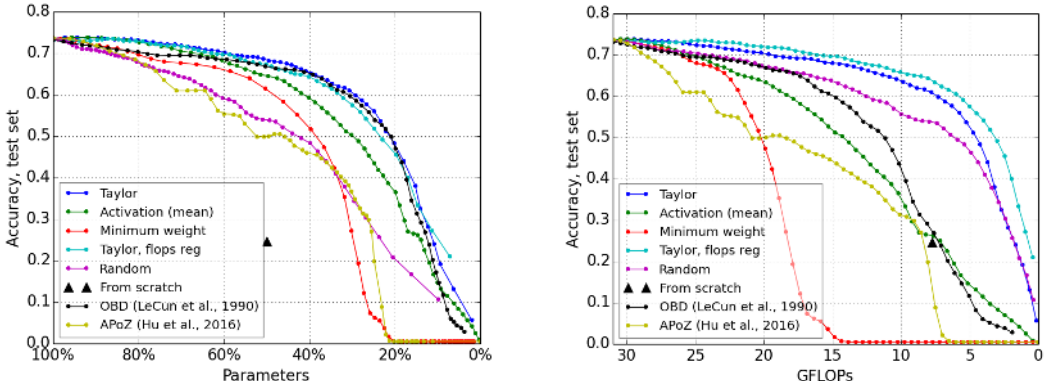 0.8
0.7
0.6
0.5
0.4
0.3
0.2
0.1
0.0
Accuracy, test set
Taylor
Activation (mean)
Minimum weight
Taylor, flops reg
Random
From scratch
OBD (LeCun et al., 1990)
APoZ (Hu et al., 2016)
100% 80% 60% 40% 20% 0%
Parameters
0.8
0.7
0.6
0.5
0.4
0.3
0.2
0.1
0.0
Accuracy, test set
Taylor
Activation (mean)
Minimum weight
Taylor, flops reg
Random
From scratch
OBD (LeCun et al., 1990)
APoZ (Hu et al., 2016)
30 25 20 15 10 5 0
GFLOPs